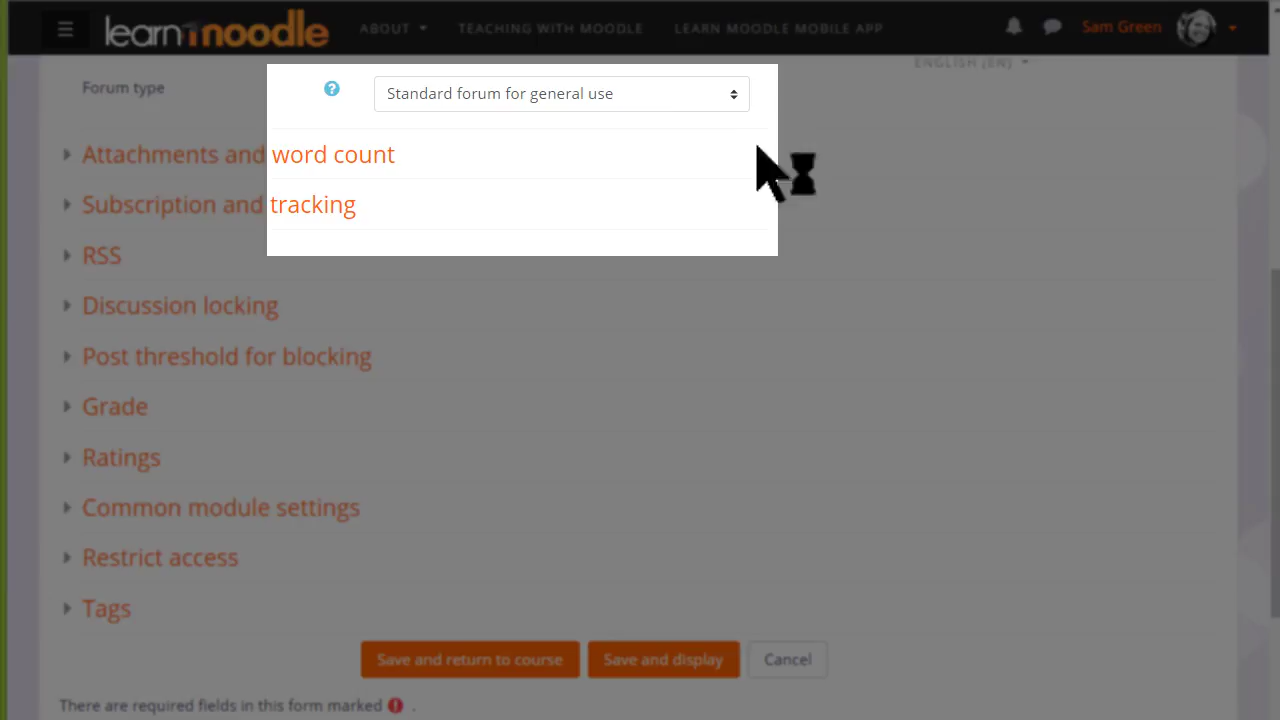 learn moodle
ABOUT TEACHING WITH MOODLE LEARN MOODLE MOBILE APP Sam Green
ENGLISH (EN)
Forum type ? Standard forum for general use
Attachments and word count
Subscription and tracking
RSS
Discussion locking
Post threshold for blocking
Grade
Ratings
Common module settings
Restrict access
Tags
Save and return to course Save and display Cancel
There are required fields in this form marked ! .